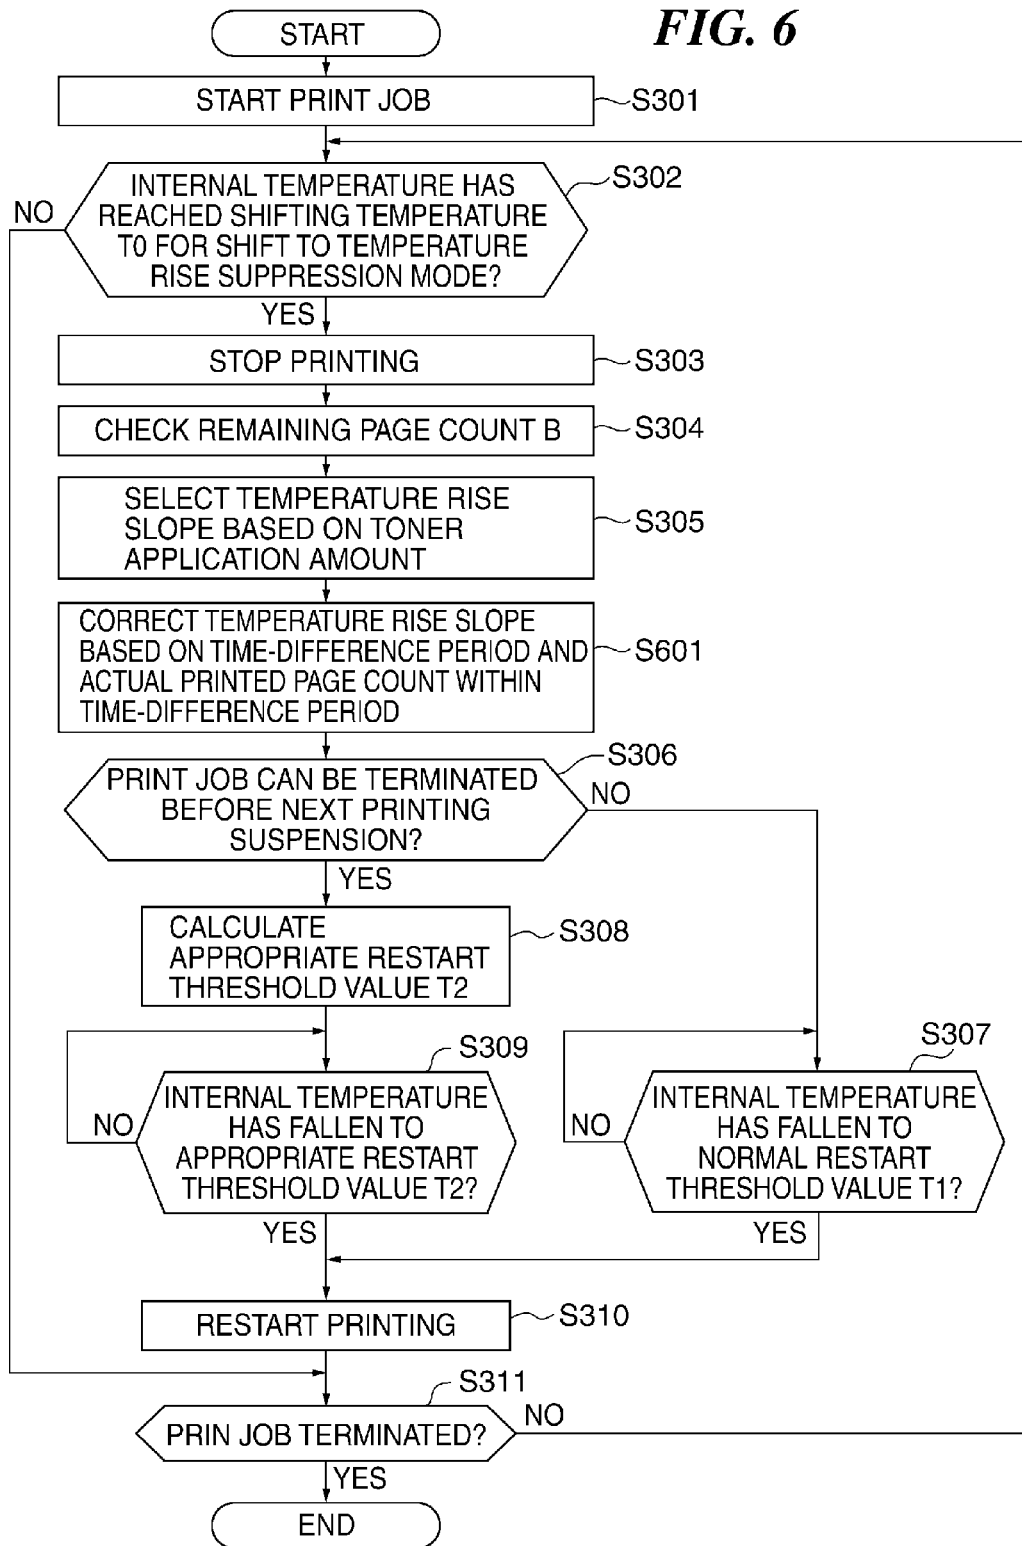 FIG. 6
START
START PRINT JOB
S301
INTERNAL TEMPERATURE HAS
REACHED SHIFTING TEMPERATURE
T0 FOR SHIFT TO TEMPERATURE
RISE SUPPRESSION MODE?
S302
NO
YES
STOP PRINTING
S303
CHECK REMAINING PAGE COUNT B
S304
SELECT TEMPERATURE RISE
SLOPE BASED ON TONER
APPLICATION AMOUNT
S305
CORRECT TEMPERATURE RISE SLOPE
BASED ON TIME-DIFFERENCE PERIOD AND
ACTUAL PRINTED PAGE COUNT WITHIN
TIME-DIFFERENCE PERIOD
S601
PRINT JOB CAN BE TERMINATED
BEFORE NEXT PRINTING
SUSPENSION?
S306
NO
YES
CALCULATE
APPROPRIATE RESTART
THRESHOLD VALUE T2
S308
INTERNAL TEMPERATURE
HAS FALLEN TO
APPROPRIATE RESTART
THRESHOLD VALUE T2?
S309
NO
YES
INTERNAL TEMPERATURE
HAS FALLEN TO
NORMAL RESTART
THRESHOLD VALUE T1?
S307
NO
YES
RESTART PRINTING
S310
PRIN JOB TERMINATED?
S311
NO
YES
END